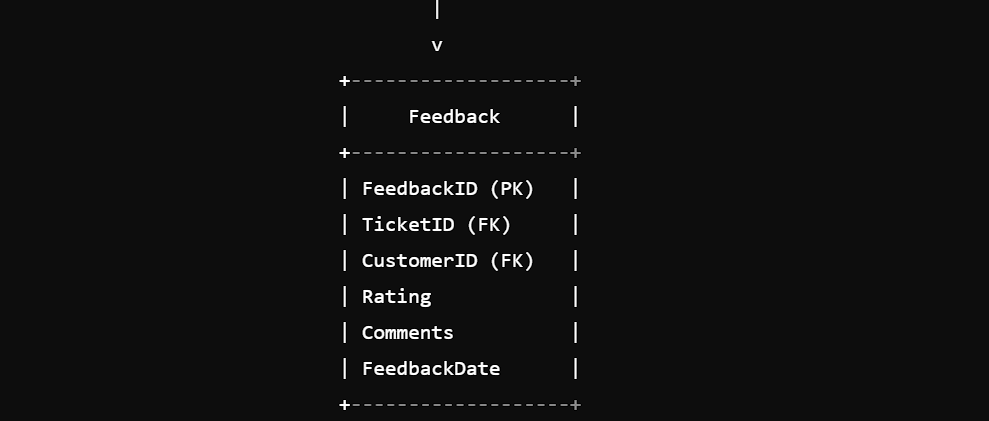 |
v
+-------------------+
|     Feedback      |
+-------------------+
| FeedbackID (PK)   |
| TicketID (FK)     |
| CustomerID (FK)   |
| Rating            |
| Comments          |
| FeedbackDate      |
+-------------------+